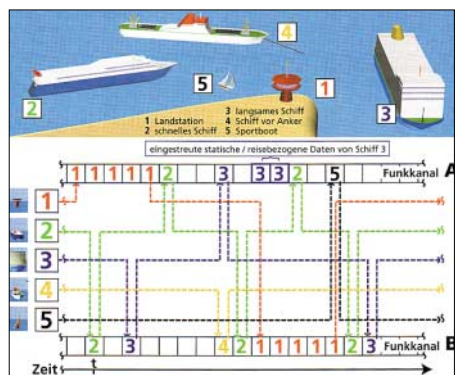 4
5
1
2
3
1 Landstation
2 schnelles Schiff
3 langsames Schiff
4 Schiff vor Anker
5 Sportboot
eingestreute statische / reisebezogene Daten von Schiff 3
1 1 1 1 1 2 3 3 3 2 5 Funkkanal A
1
2
3
4
5
2 3 4 2 1 1 1 1 1 2 3 Funkkanal B
Zeit t